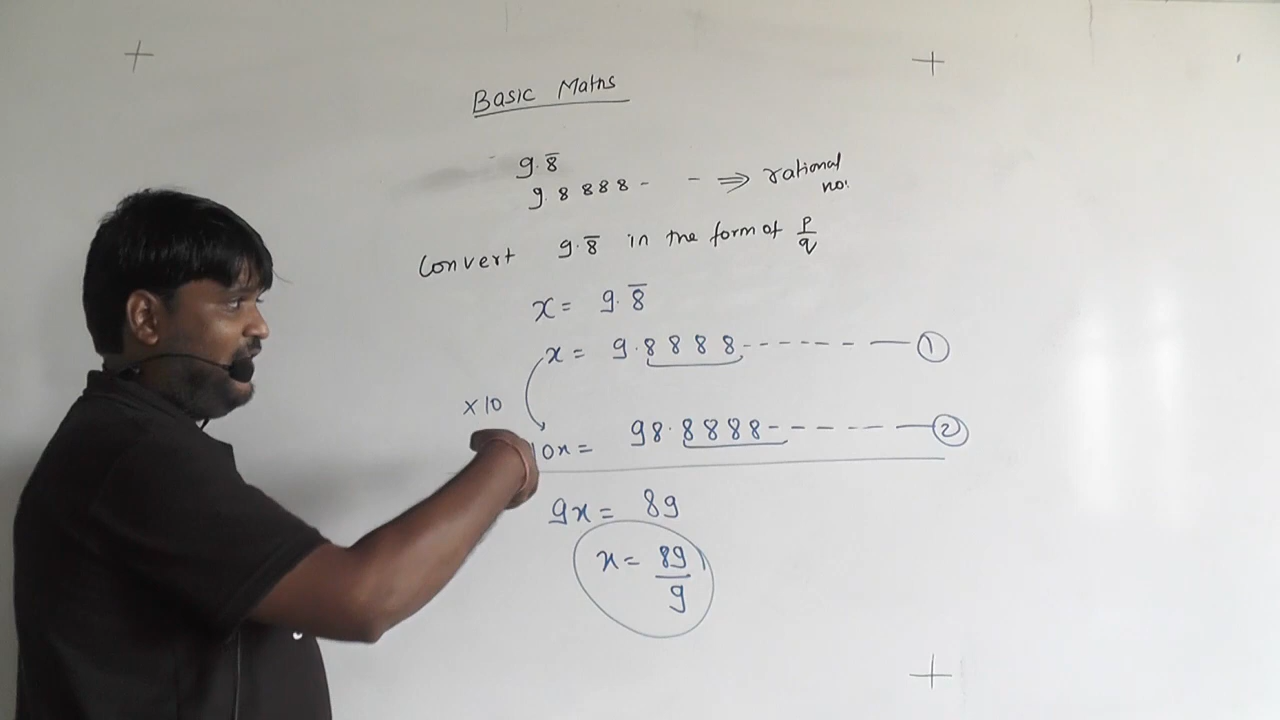 Basic Maths
9.8̅
9.8888- - ⇒ rational no.
Convert 9.8̅ in the form of p/q
x = 9.8̅
x = 9.8888------ — ①
×10
10x = 98.8888------ — ②
9x = 89
x = 89/9